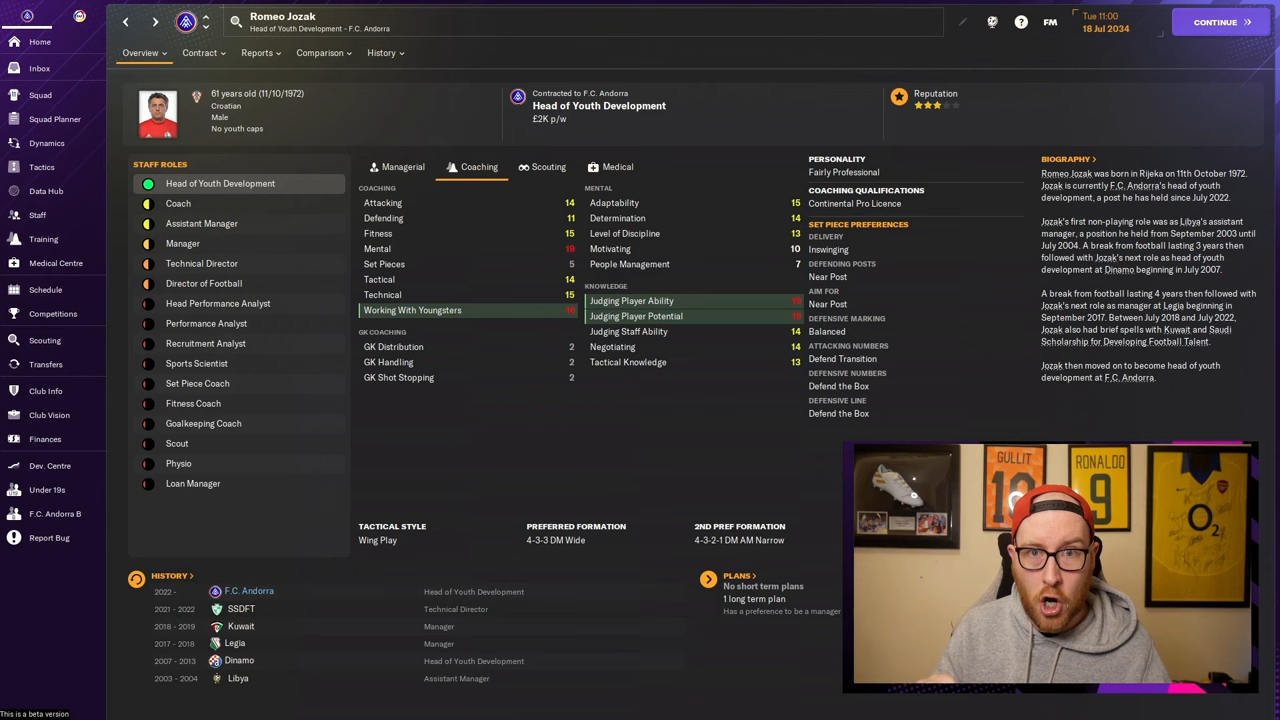 Romeo Jozak
Head of Youth Development - F.C. Andorra
FM
Tue 11:00
18 Jul 2034
CONTINUE
Home
Inbox
Squad
Squad Planner
Dynamics
Tactics
Data Hub
Staff
Training
Medical Centre
Schedule
Competitions
Scouting
Transfers
Club Info
Club Vision
Finances
Dev. Centre
Under 19s
F.C. Andorra B
Report Bug
This is a beta version
Overview
Contract
Reports
Comparison
History
61 years old (11/10/1972)
Croatian
Male
No youth caps
Contracted to F.C. Andorra
Head of Youth Development
£2K p/w
Reputation
STAFF ROLES
Head of Youth Development
Coach
Assistant Manager
Manager
Technical Director
Director of Football
Head Performance Analyst
Performance Analyst
Recruitment Analyst
Sports Scientist
Set Piece Coach
Fitness Coach
Goalkeeping Coach
Scout
Physio
Loan Manager
Managerial
Coaching
Scouting
Medical
COACHING
Attacking 14
Defending 11
Fitness 15
Mental 19
Set Pieces 5
Tactical 14
Technical 15
Working With Youngsters
GK COACHING
GK Distribution 2
GK Handling 2
GK Shot Stopping 2
MENTAL
Adaptability 15
Determination 14
Level of Discipline 13
Motivating 10
People Management 7
KNOWLEDGE
Judging Player Ability
Judging Player Potential
Judging Staff Ability 14
Negotiating 14
Tactical Knowledge 13
TACTICAL STYLE
Wing Play
PREFERRED FORMATION
4-3-3 DM Wide
2ND PREF FORMATION
4-3-2-1 DM AM Narrow
PERSONALITY
Fairly Professional
COACHING QUALIFICATIONS
Continental Pro Licence
SET PIECE PREFERENCES
DELIVERY
Inswinging
DEFENDING POSTS
Near Post
AIM FOR
Near Post
DEFENSIVE MARKING
Balanced
ATTACKING NUMBERS
Defend Transition
DEFENSIVE NUMBERS
Defend the Box
DEFENSIVE LINE
Defend the Box
BIOGRAPHY
Romeo Jozak was born in Rijeka on 11th October 1972.
Jozak is currently F.C. Andorra's head of youth
development, a post he has held since July 2022.
Jozak's first non-playing role was as Libya's assistant
manager, a position he held from September 2003 until
July 2004. A break from football lasting 3 years then
followed with Jozak's next role as head of youth
development at Dinamo beginning in July 2007.
A break from football lasting 4 years then followed with
Jozak's next role as manager at Legia beginning in
September 2017. Between July 2018 and July 2022,
Jozak also had brief spells with Kuwait and Saudi
Scholarship for Developing Football Talent.
Jozak then moved on to become head of youth
development at F.C. Andorra.
HISTORY
2022 - F.C. Andorra Head of Youth Development
2021 - 2022 SSDFT Technical Director
2018 - 2019 Kuwait Manager
2017 - 2018 Legia Manager
2007 - 2013 Dinamo Head of Youth Development
2003 - 2004 Libya Assistant Manager
PLANS
No short term plans
1 long term plan
Has a preference to be a manager
GULLIT
10
RONALDO
9
O2